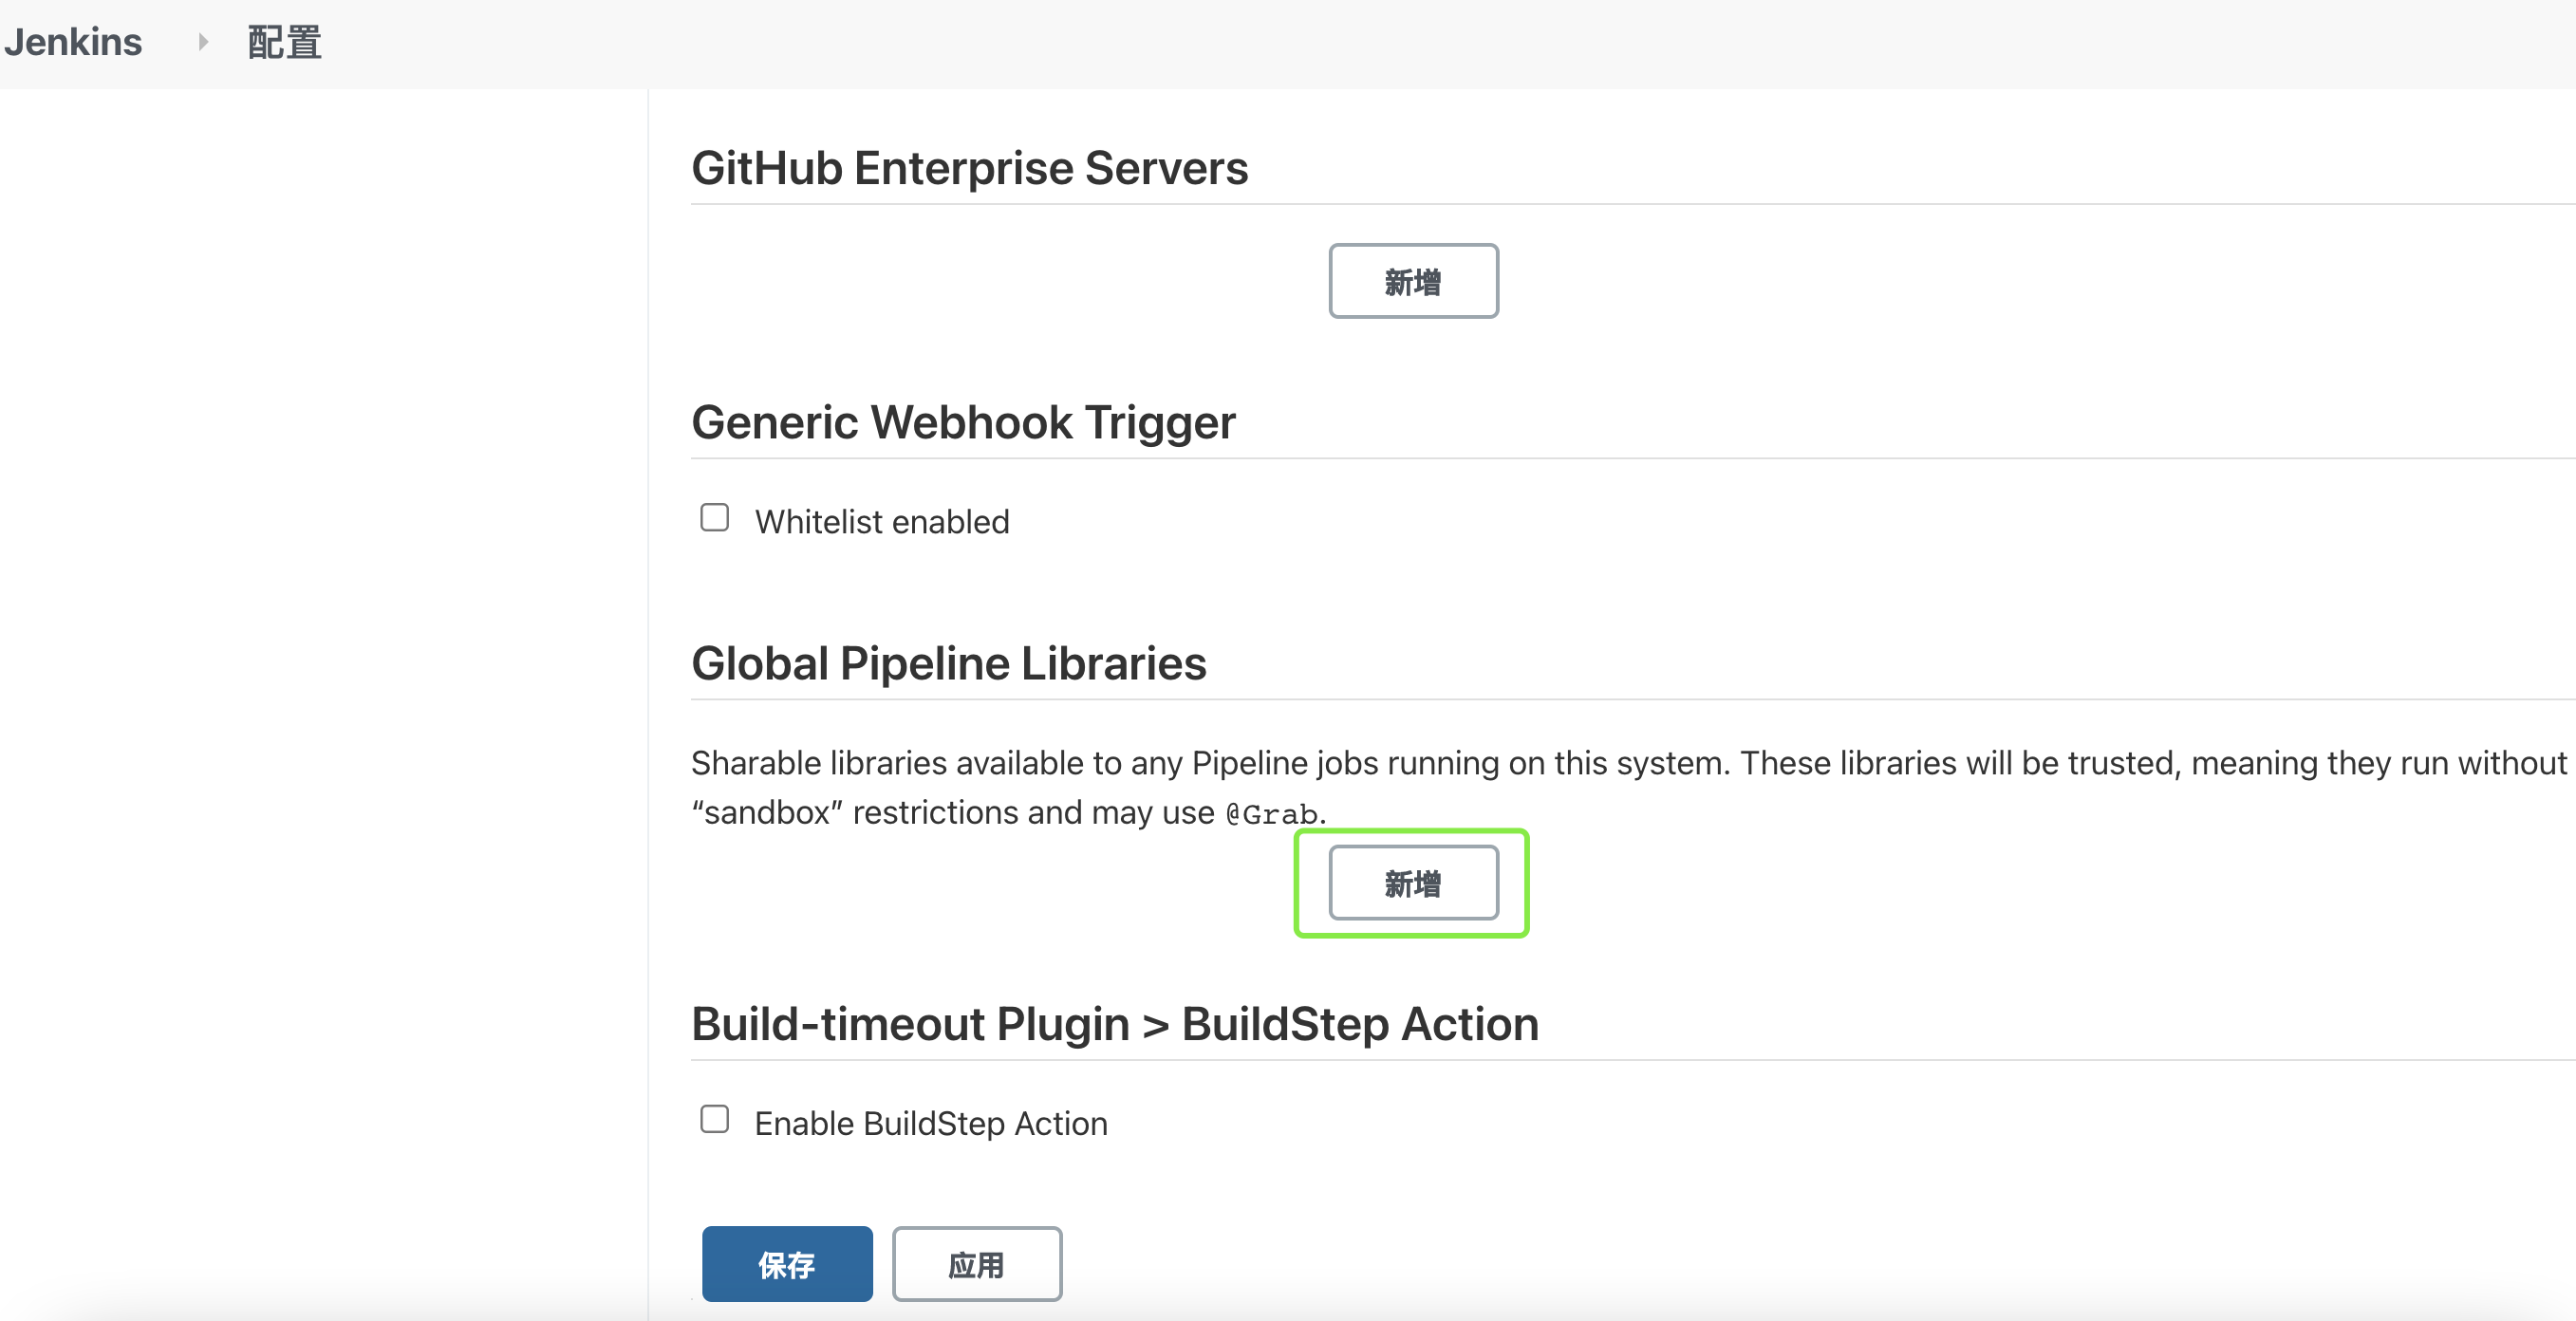 Jenkins 配置
GitHub Enterprise Servers
新增
Generic Webhook Trigger
Whitelist enabled
Global Pipeline Libraries
Sharable libraries available to any Pipeline jobs running on this system. These libraries will be trusted, meaning they run without
“sandbox” restrictions and may use @Grab.
新增
Build-timeout Plugin > BuildStep Action
Enable BuildStep Action
保存 应用